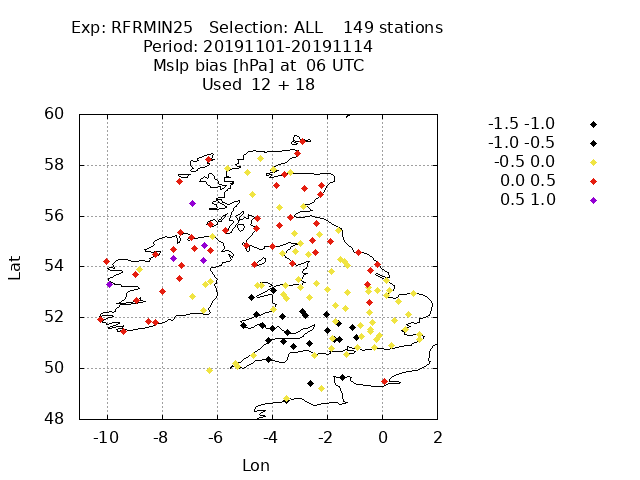 Exp: RFRMIN25   Selection: ALL    149 stations
Period: 20191101-20191114
Mslp bias [hPa] at  06 UTC
Used  12 + 18
-1.5 -1.0
-1.0 -0.5
-0.5 0.0
0.0 0.5
0.5 1.0
60
58
56
54
52
50
48
Lat
-10 -8 -6 -4 -2 0 2
Lon